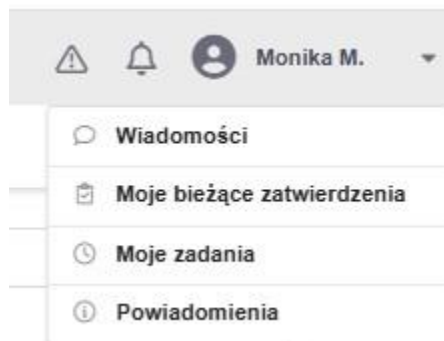 Monika M.
Wiadomości
Moje bieżące zatwierdzenia
Moje zadania
Powiadomienia